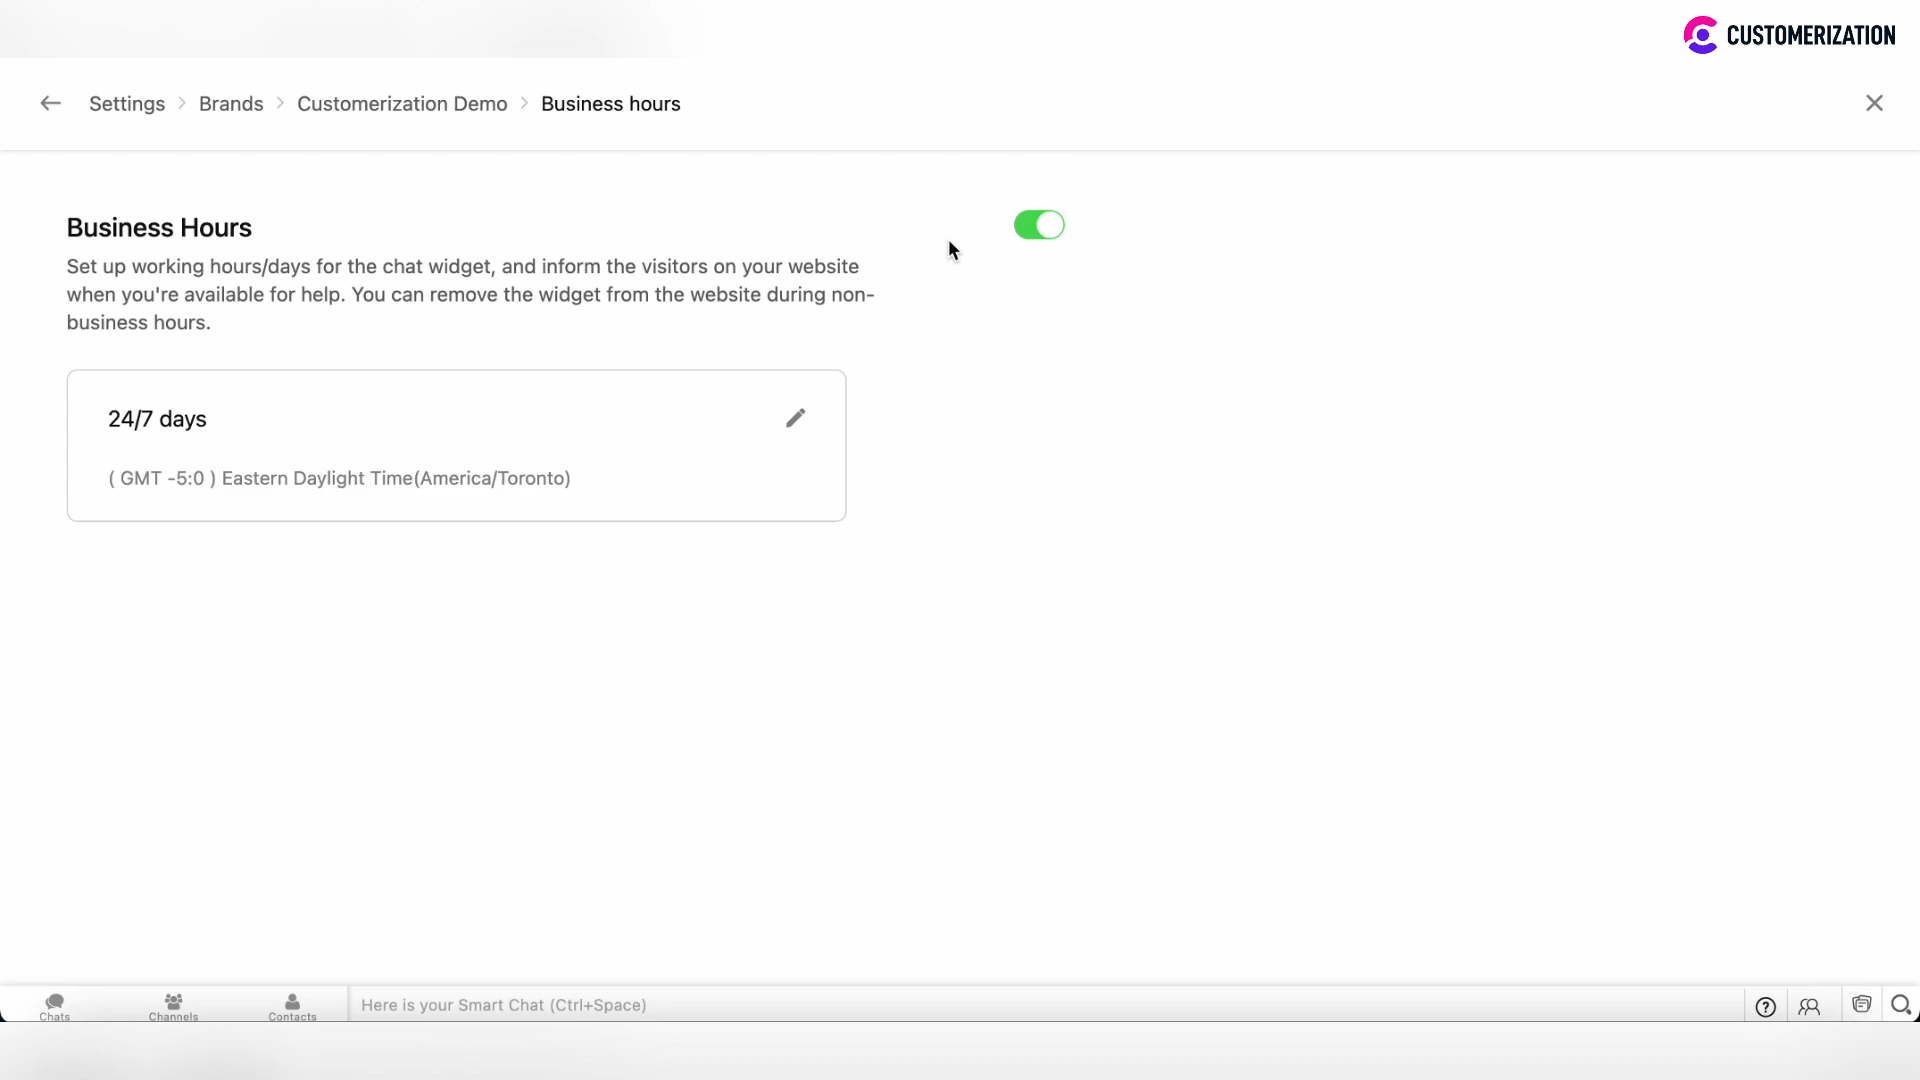 CUSTOMERIZATION
Settings > Brands > Customerization Demo > Business hours
Business Hours
Set up working hours/days for the chat widget, and inform the visitors on your website
when you're available for help. You can remove the widget from the website during non-
business hours.
24/7 days
( GMT -5:0 ) Eastern Daylight Time(America/Toronto)
Chats Channels Contacts Here is your Smart Chat (Ctrl+Space)